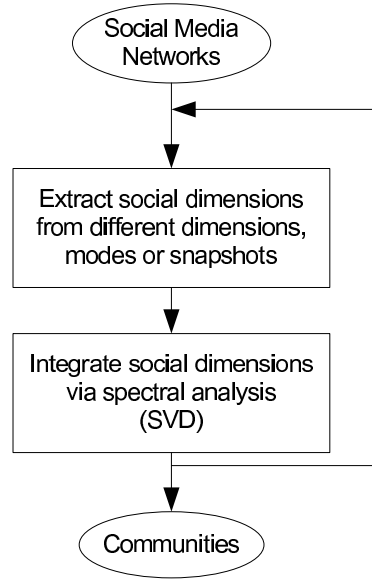 Social Media
Networks
Extract social dimensions
from different dimensions,
modes or snapshots
Integrate social dimensions
via spectral analysis
(SVD)
Communities